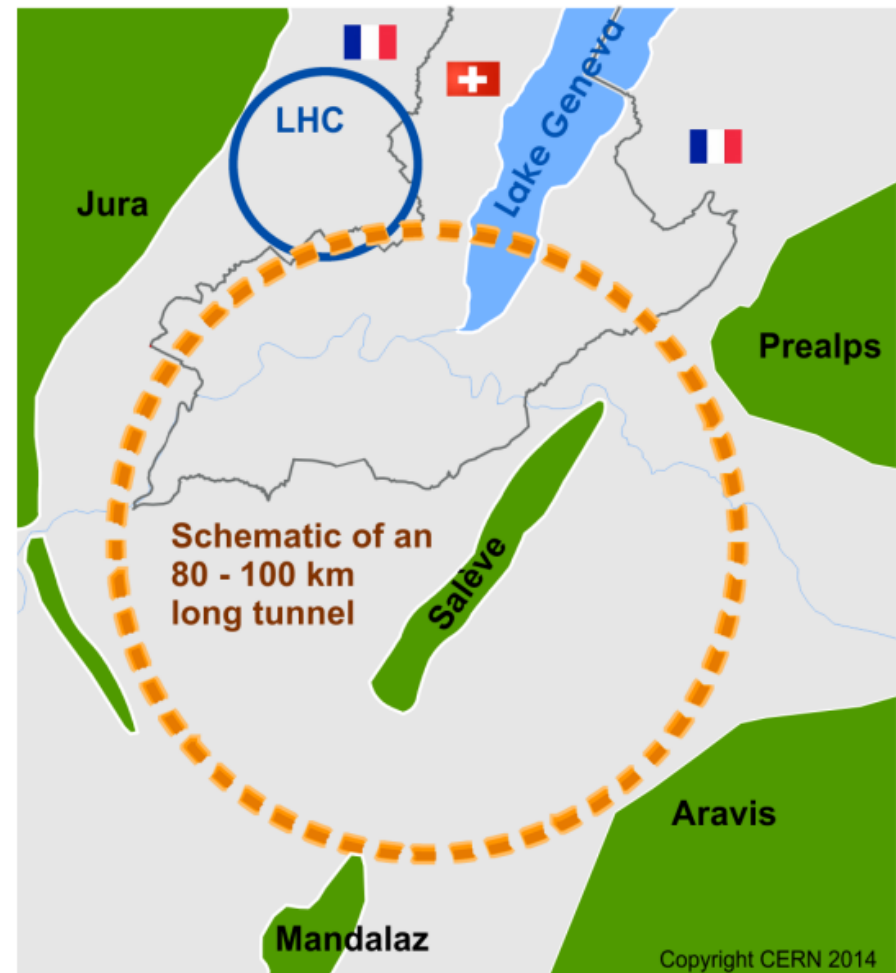 LHC
Lake Geneva
Jura
Prealps
Schematic of an
80 - 100 km
long tunnel
Salève
Aravis
Mandalaz
Copyright CERN 2014